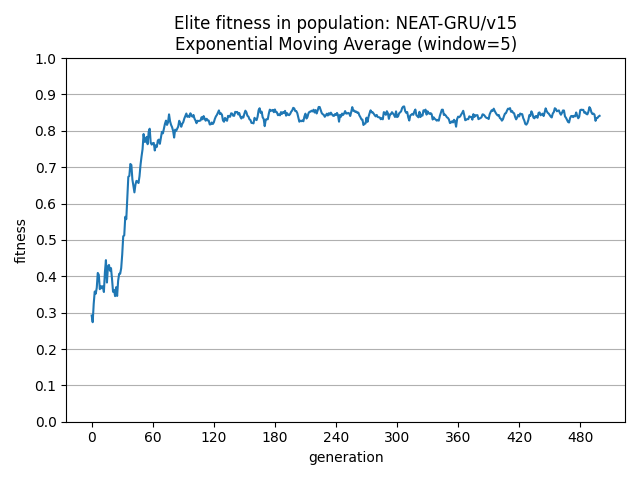 Elite fitness in population: NEAT-GRU/v15
Exponential Moving Average (window=5)
fitness
1.0
0.9
0.8
0.7
0.6
0.5
0.4
0.3
0.2
0.1
0.0
0 60 120 180 240 300 360 420 480
generation